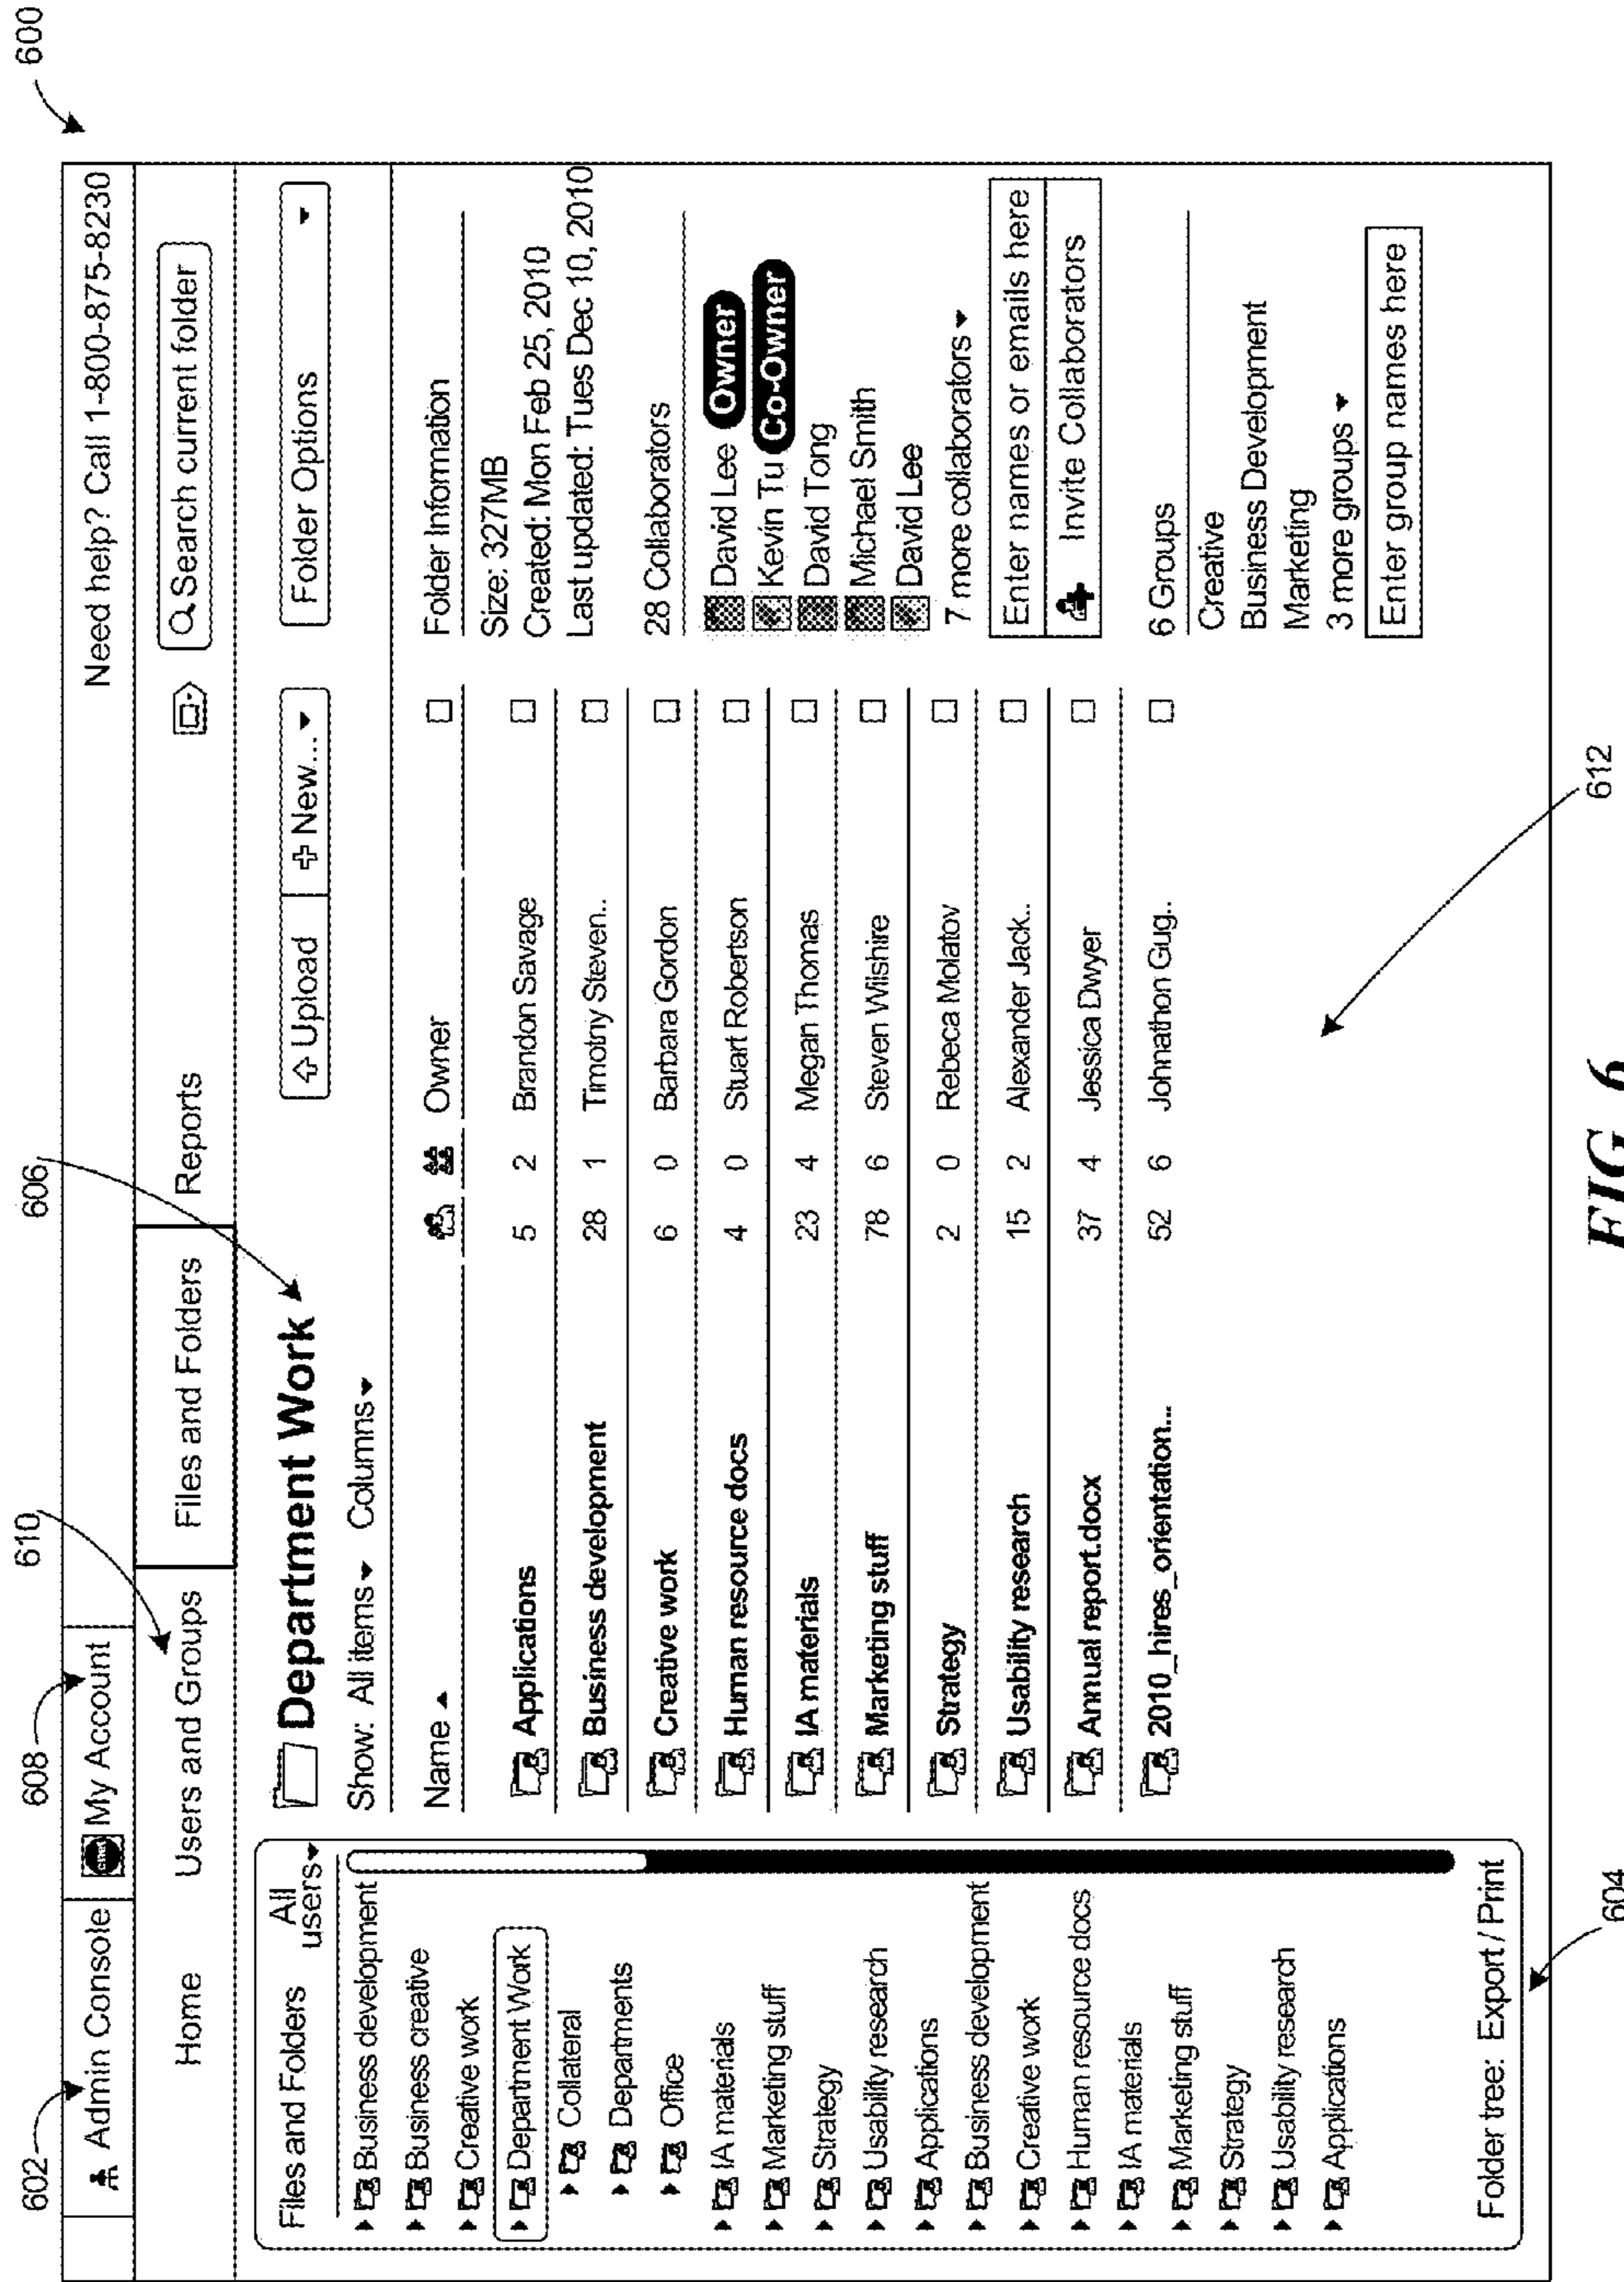 600
602
608
610
606
Admin Console
My Account
Need help? Call 1-800-875-8230
Home
Users and Groups
Files and Folders
Reports
Search current folder
Files and Folders
All users
Business development
Business creative
Creative work
Department Work
Collateral
Departments
Office
IA materials
Marketing stuff
Strategy
Usability research
Applications
Business development
Creative work
Human resource docs
IA materials
Marketing stuff
Strategy
Usability research
Applications
Folder tree: Export / Print
604
Department Work
Upload
New...
Folder Options
Show: All items Columns
Name Owner
Applications 5 2 Brandon Savage
Business development 28 1 Timotny Steven..
Creative work 6 0 Barbara Gordon
Human resource docs 4 0 Stuart Robertson
IA materials 23 4 Megan Thomas
Marketing stuff 78 6 Steven Wilshire
Strategy 2 0 Rebeca Molatov
Usability research 15 2 Alexander Jack..
Annual report.docx 37 4 Jessica Dwyer
2010_hires_orientation... 52 6 Johnathon Gug..
Folder Information
Size: 327MB
Created: Mon Feb 25, 2010
Last updated: Tues Dec 10, 2010
28 Collaborators
David Lee Owner
Kevin Tu Co-Owner
David Tong
Michael Smith
David Lee
7 more collaborators
Enter names or emails here
Invite Collaborators
6 Groups
Creative
Business Development
Marketing
3 more groups
Enter group names here
612
FIG. 6